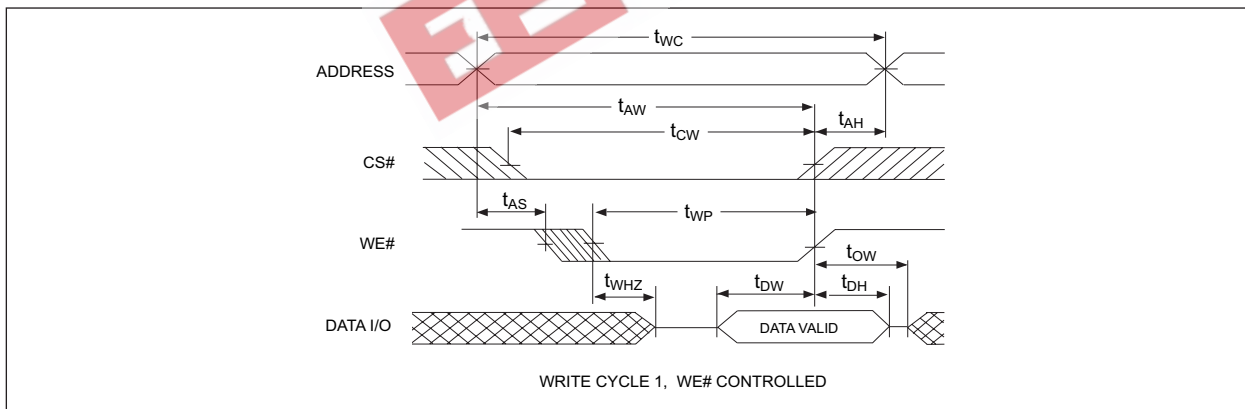 tWC
ADDRESS
tAW
tCW
tAH
CS#
tAS
tWP
WE#
tOW
tWHZ
tDW
tDH
DATA I/O
DATA VALID
WRITE CYCLE 1, WE# CONTROLLED